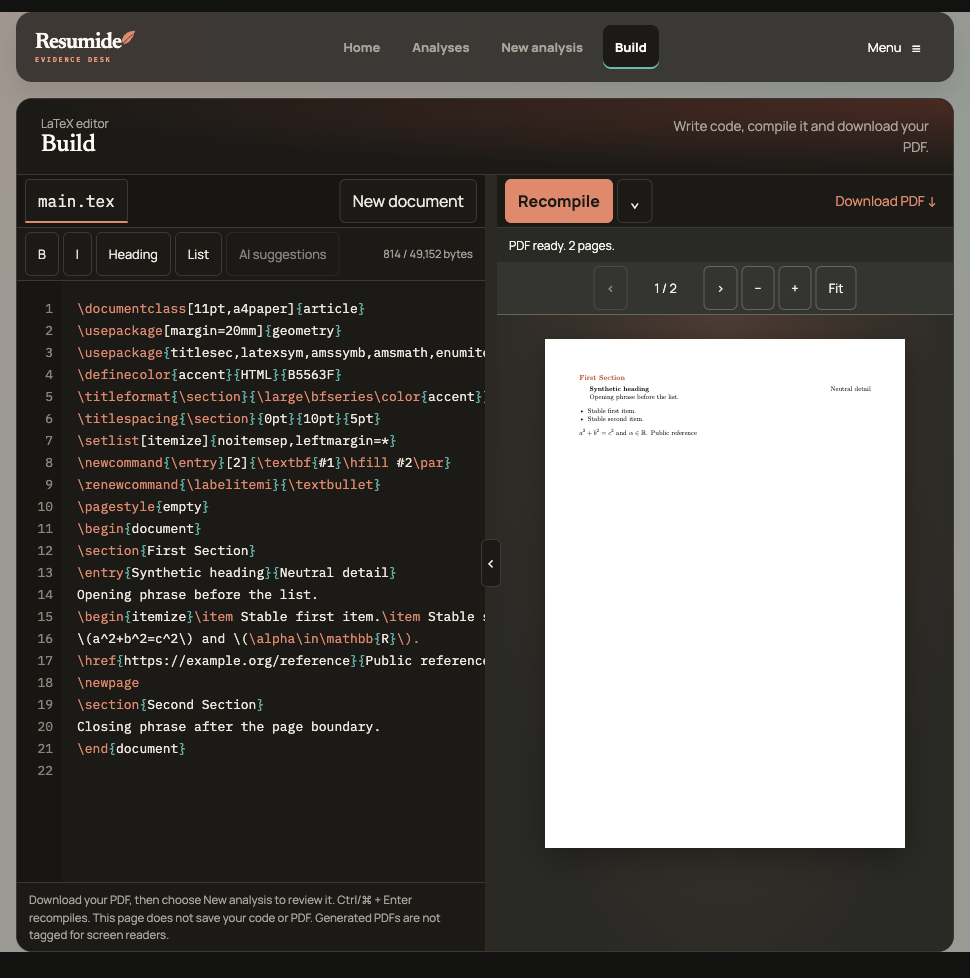 Resumide
EVIDENCE DESK
Home
Analyses
New analysis
Build
Menu ≡
LaTeX editor
Build
Write code, compile it and download your
PDF.
main.tex
New document
Recompile
Download PDF ↓
B
I
Heading
List
AI suggestions
814 / 49,152 bytes
PDF ready. 2 pages.
‹
1 / 2
›
−
+
Fit
1 \documentclass[11pt,a4paper]{article}
2 \usepackage[margin=20mm]{geometry}
3 \usepackage{titlesec,latexsym,amssymb,amsmath,enumite
4 \definecolor{accent}{HTML}{B5563F}
5 \titleformat{\section}{\large\bfseries\color{accent}}
6 \titlespacing{\section}{0pt}{10pt}{5pt}
7 \setlist[itemize]{noitemsep,leftmargin=*}
8 \newcommand{\entry}[2]{\textbf{#1}\hfill #2\par}
9 \renewcommand{\labelitemi}{\textbullet}
10 \pagestyle{empty}
11 \begin{document}
12 \section{First Section}
13 \entry{Synthetic heading}{Neutral detail}
14 Opening phrase before the list.
15 \begin{itemize}\item Stable first item.\item Stable s
16 \(a^2+b^2=c^2\) and \(\alpha\in\mathbb{R}\).
17 \href{https://example.org/reference}{Public reference
18 \newpage
19 \section{Second Section}
20 Closing phrase after the page boundary.
21 \end{document}
22
First Section
Synthetic heading Neutral detail
Opening phrase before the list.
• Stable first item.
• Stable second item.
a² + b² = c² and α ∈ ℝ. Public reference
Download your PDF, then choose New analysis to review it. Ctrl/⌘ + Enter
recompiles. This page does not save your code or PDF. Generated PDFs are not
tagged for screen readers.